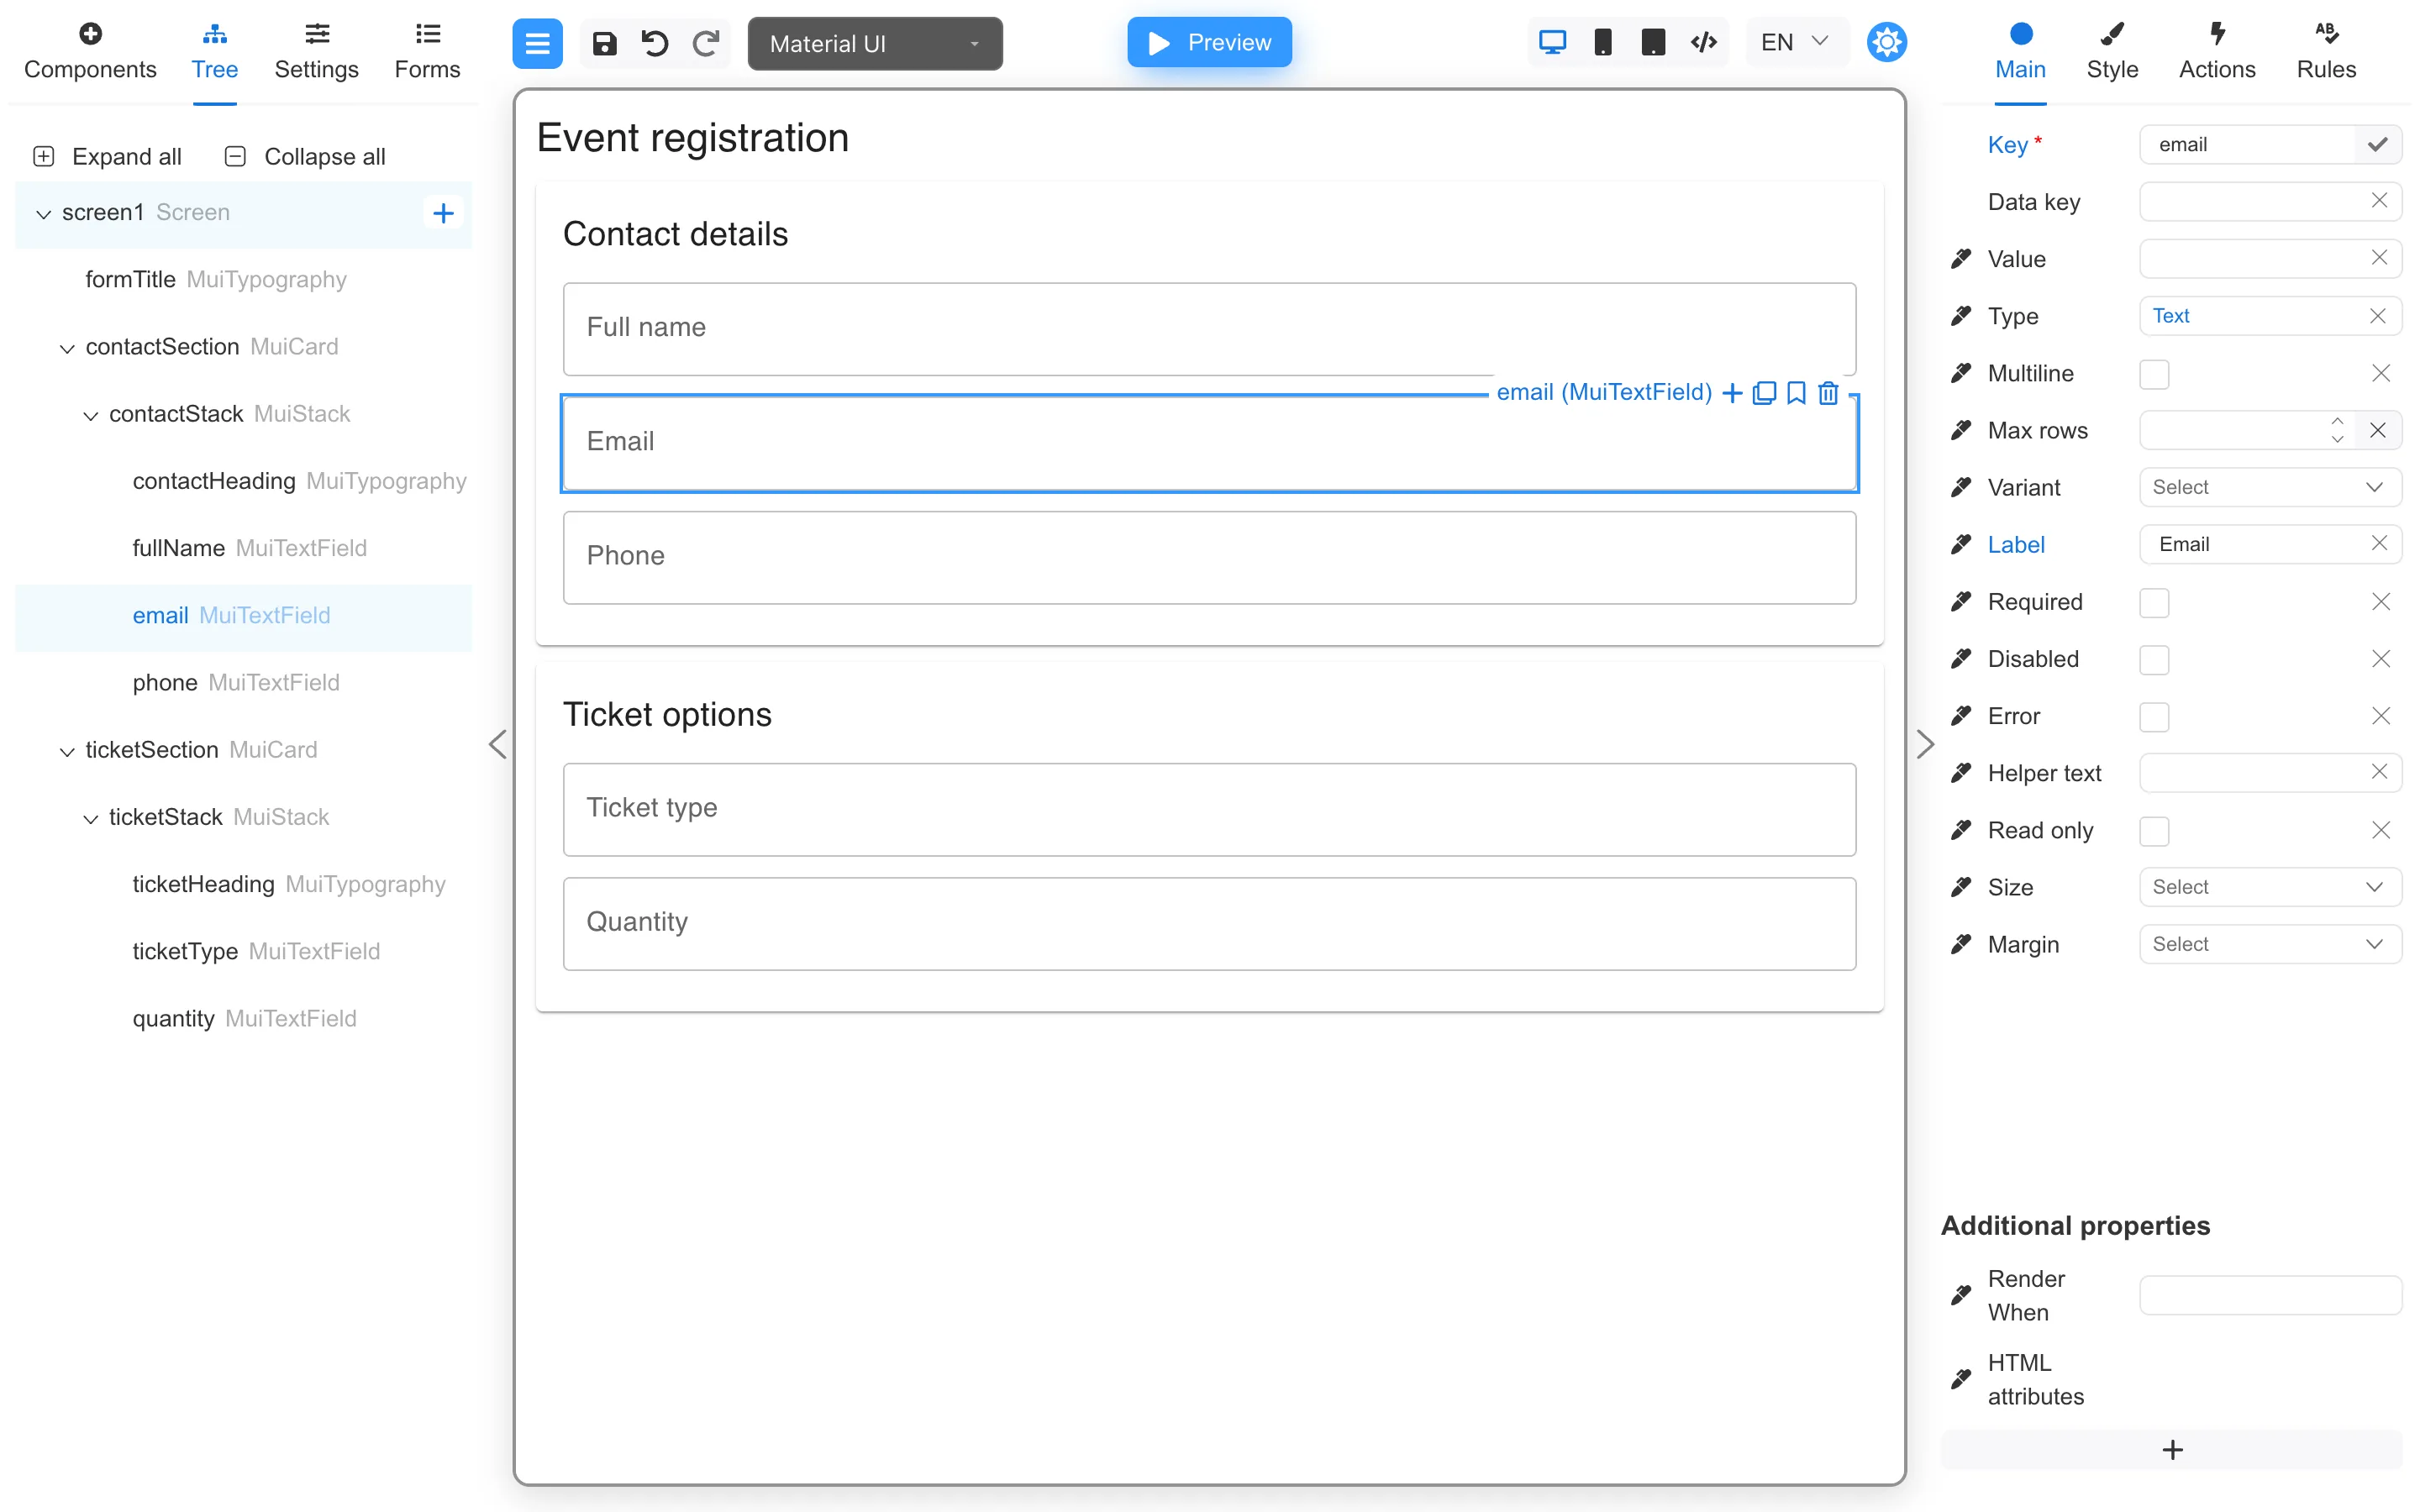 Components
Tree
Settings
Forms
Material UI
Preview
EN
Main
Style
Actions
AB
Rules
Expand all
Collapse all
screen1 Screen
formTitle MuiTypography
contactSection MuiCard
contactStack MuiStack
contactHeading MuiTypography
fullName MuiTextField
email MuiTextField
phone MuiTextField
ticketSection MuiCard
ticketStack MuiStack
ticketHeading MuiTypography
ticketType MuiTextField
quantity MuiTextField
Event registration
Contact details
Full name
email (MuiTextField)
Email
Phone
Ticket options
Ticket type
Quantity
Key * email
Data key
Value
Type Text
Multiline
Max rows
Variant Select
Label Email
Required
Disabled
Error
Helper text
Read only
Size Select
Margin Select
Additional properties
Render
When
HTML
attributes